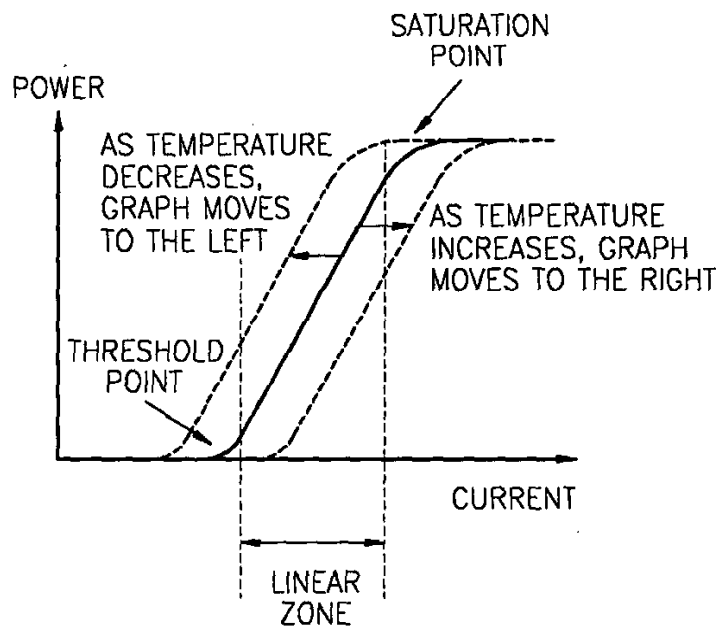 SATURATION
POINT
POWER
AS TEMPERATURE
DECREASES,
GRAPH MOVES
TO THE LEFT
AS TEMPERATURE
INCREASES, GRAPH
MOVES TO THE RIGHT
THRESHOLD
POINT
CURRENT
LINEAR
ZONE